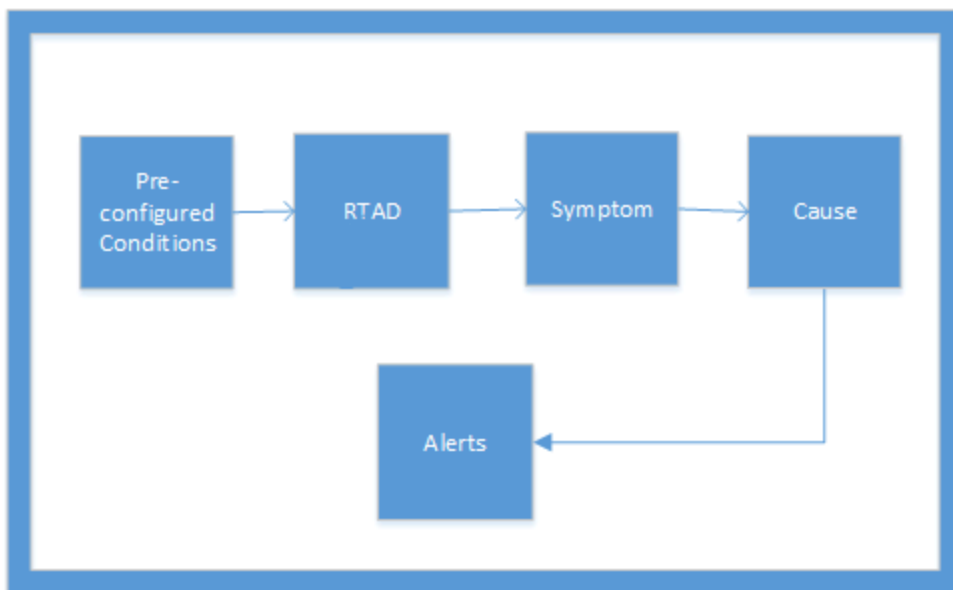 Pre-
configured
Conditions
RTAD
Symptom
Cause
Alerts